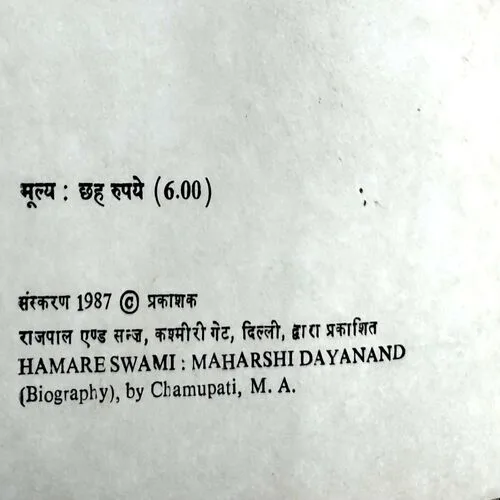 मूल्य : छह रुपये (6.00)
संस्करण 1987 © प्रकाशक
राजपाल एण्ड सन्ज़, कश्मीरी गेट, दिल्ली, द्वारा प्रकाशित
HAMARE SWAMI : MAHARSHI DAYANAND
(Biography), by Chamupati, M. A.